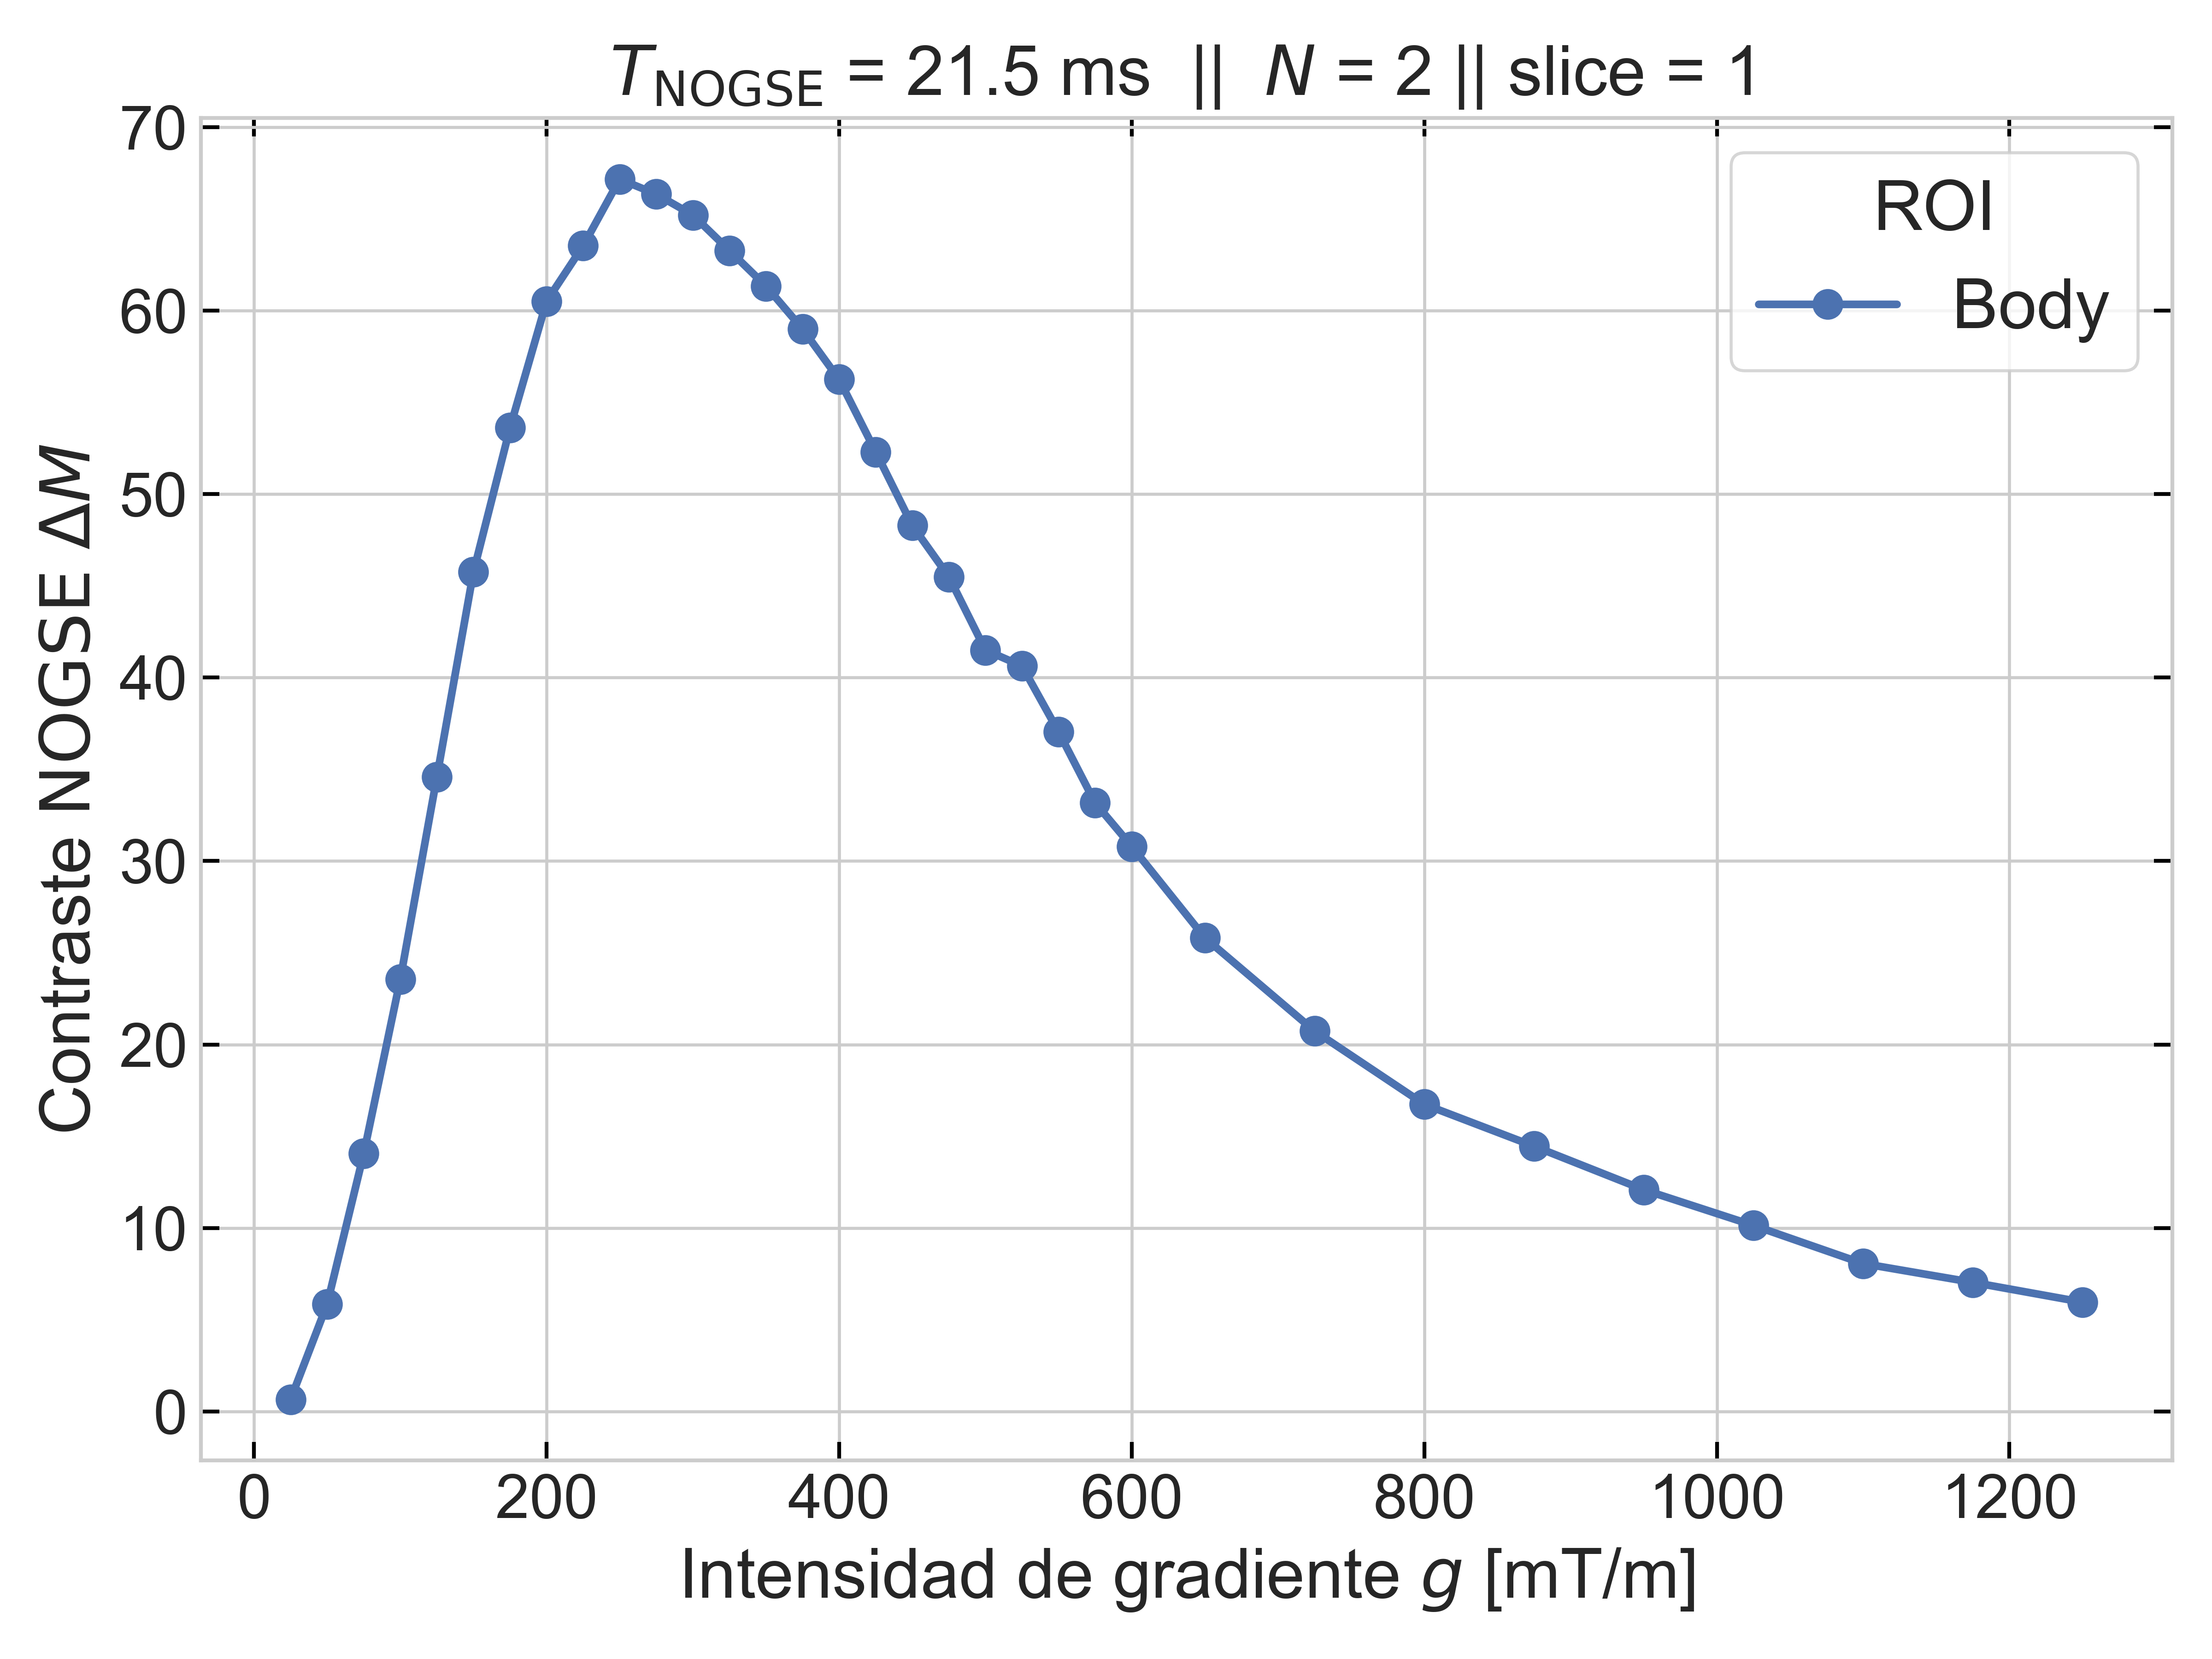 T_NOGSE = 21.5 ms || N = 2 || slice = 1
70
60
50
40
30
20
10
0
Contraste NOGSE ΔM
ROI
Body
0 200 400 600 800 1000 1200
Intensidad de gradiente g [mT/m]